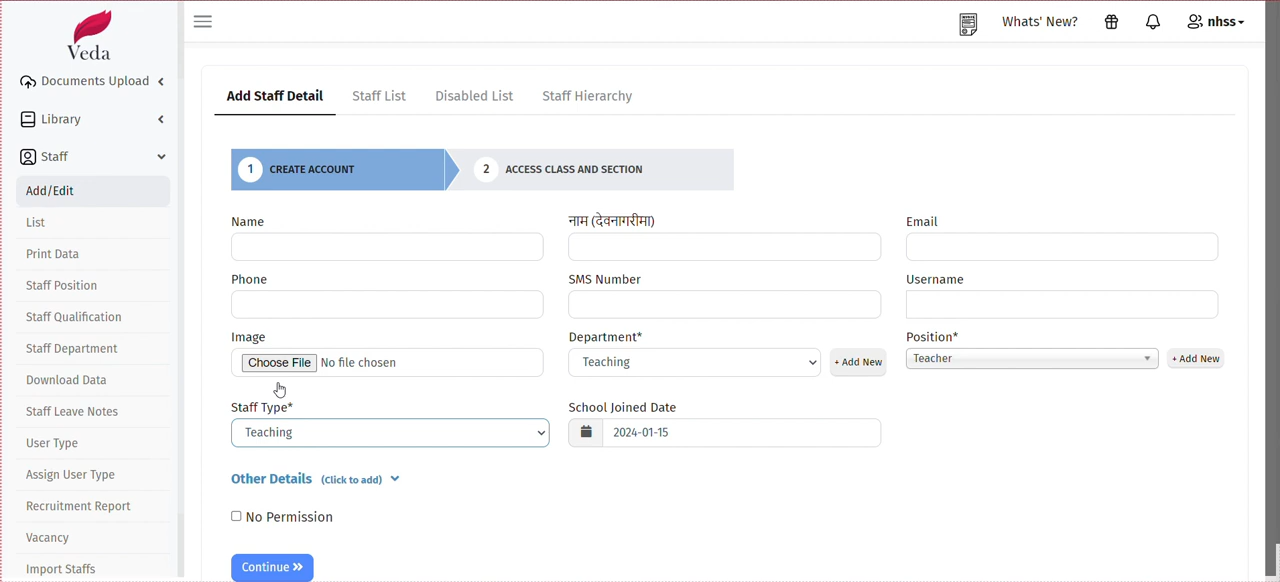 Veda
Whats' New?
nhss
Documents Upload
Library
Staff
Add/Edit
List
Print Data
Staff Position
Staff Qualification
Staff Department
Download Data
Staff Leave Notes
User Type
Assign User Type
Recruitment Report
Vacancy
Import Staffs
Add Staff Detail Staff List Disabled List Staff Hierarchy
1 CREATE ACCOUNT 2 ACCESS CLASS AND SECTION
Name नाम (देवनागरीमा) Email
Phone SMS Number Username
Image Department* Position*
Choose File No file chosen Teaching + Add New Teacher + Add New
Staff Type* School Joined Date
Teaching 2024-01-15
Other Details (Click to add)
No Permission
Continue »